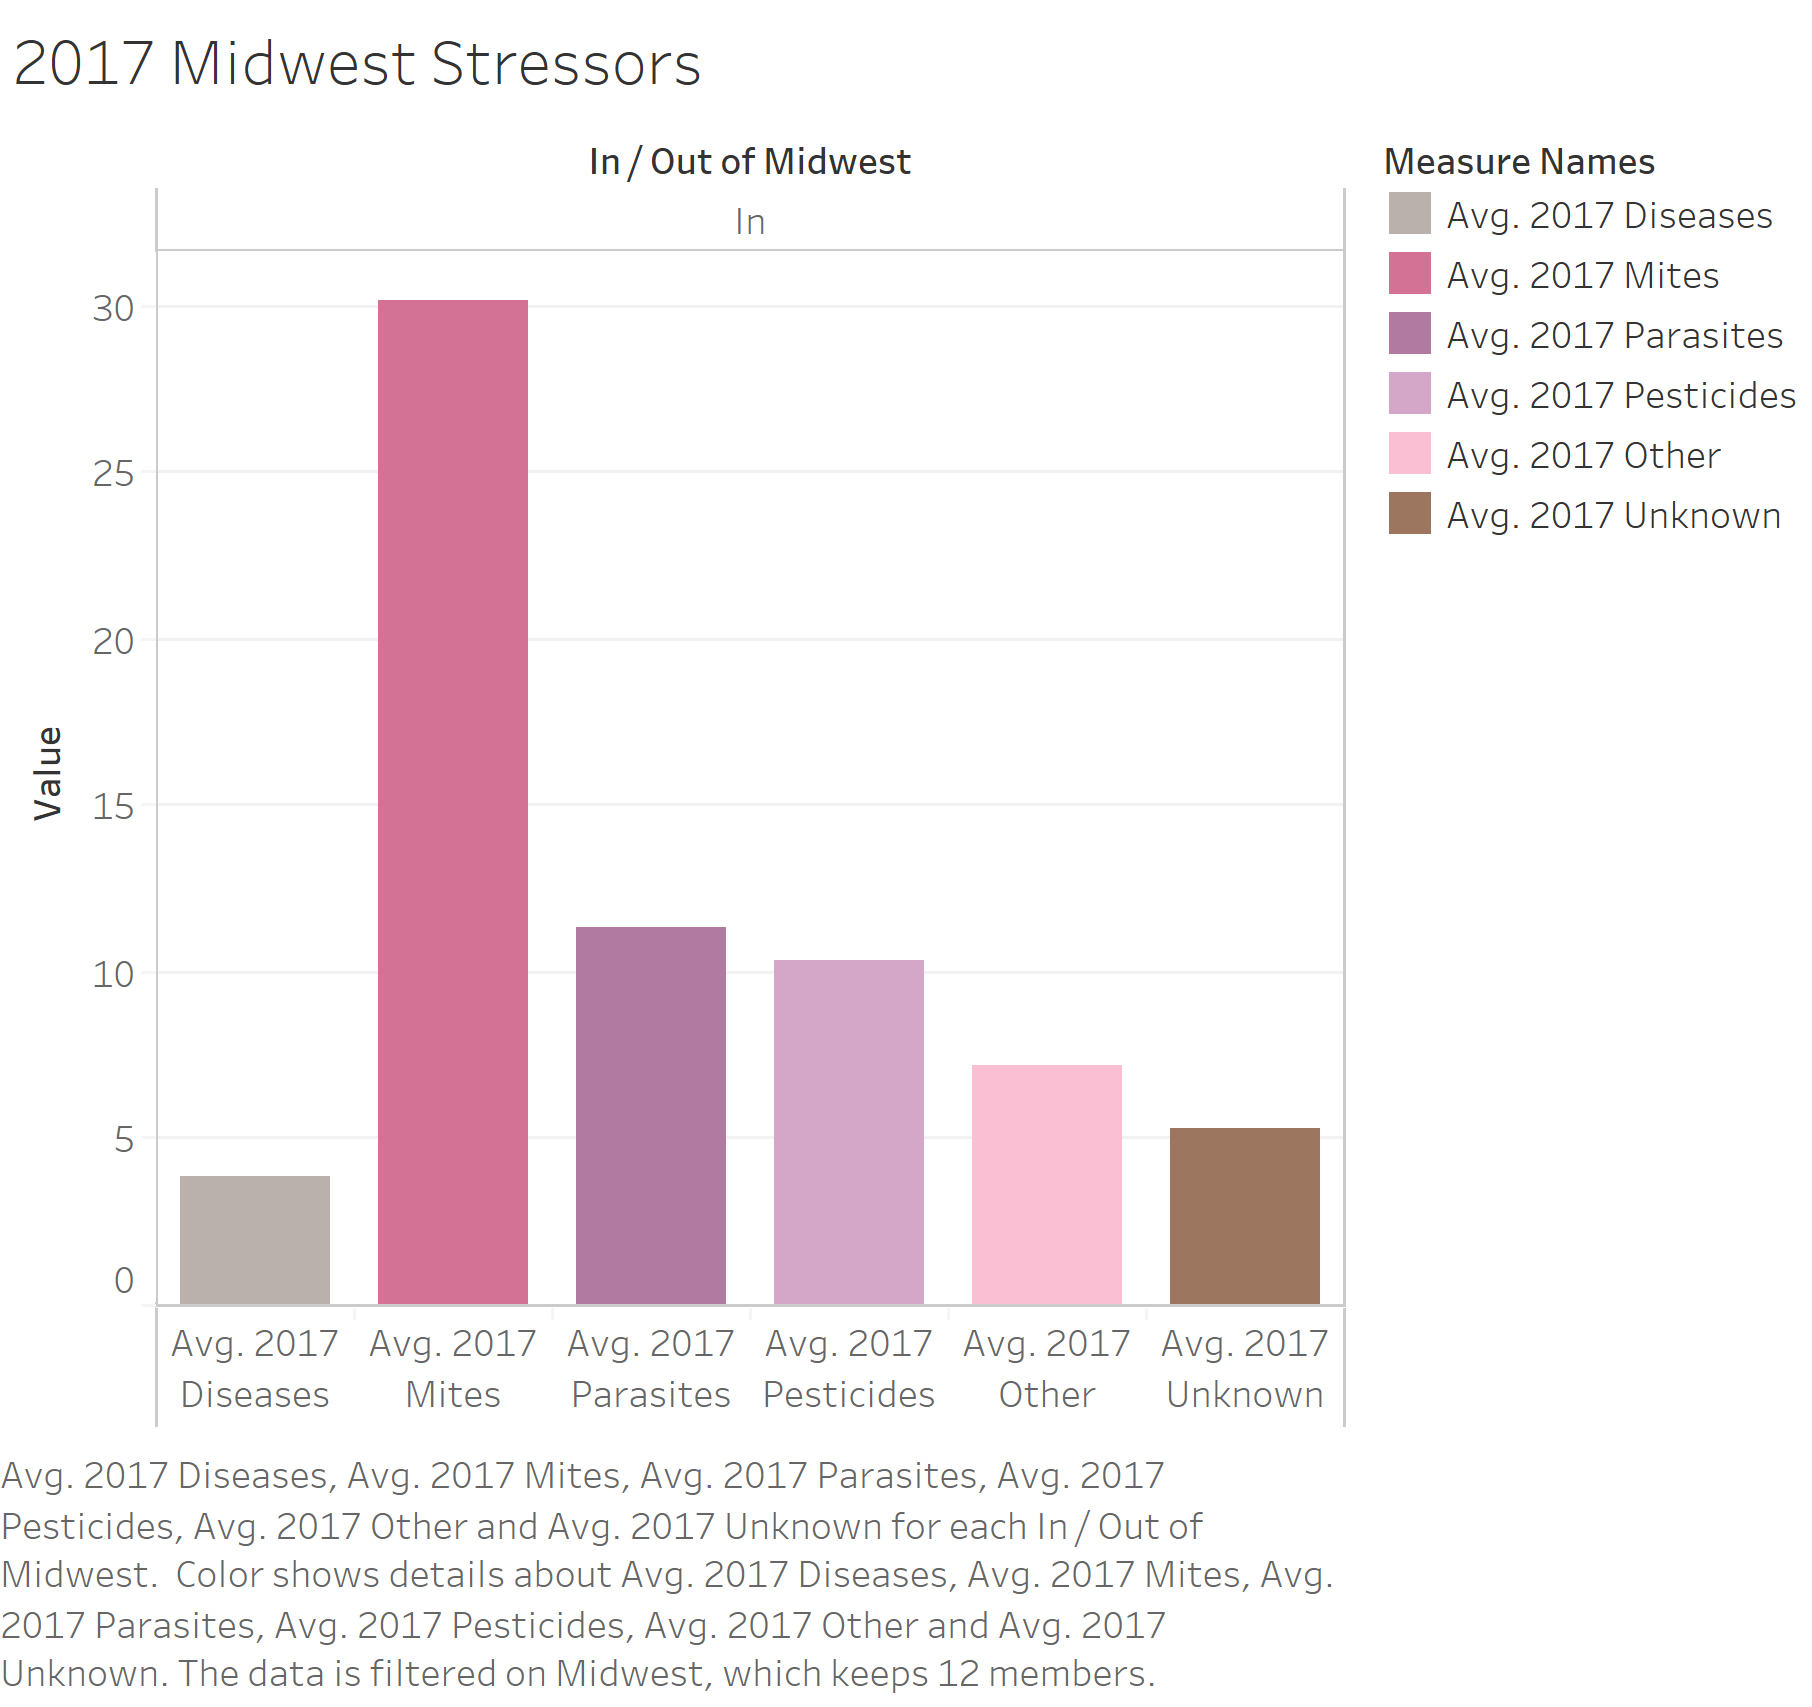 2017 Midwest Stressors
In / Out of Midwest
In
30
25
20
15
10
5
0
Value
Avg. 2017 Diseases
Avg. 2017 Mites
Avg. 2017 Parasites
Avg. 2017 Pesticides
Avg. 2017 Other
Avg. 2017 Unknown
Measure Names
Avg. 2017 Diseases
Avg. 2017 Mites
Avg. 2017 Parasites
Avg. 2017 Pesticides
Avg. 2017 Other
Avg. 2017 Unknown
Avg. 2017 Diseases, Avg. 2017 Mites, Avg. 2017 Parasites, Avg. 2017
Pesticides, Avg. 2017 Other and Avg. 2017 Unknown for each In / Out of
Midwest.  Color shows details about Avg. 2017 Diseases, Avg. 2017 Mites, Avg.
2017 Parasites, Avg. 2017 Pesticides, Avg. 2017 Other and Avg. 2017
Unknown. The data is filtered on Midwest, which keeps 12 members.